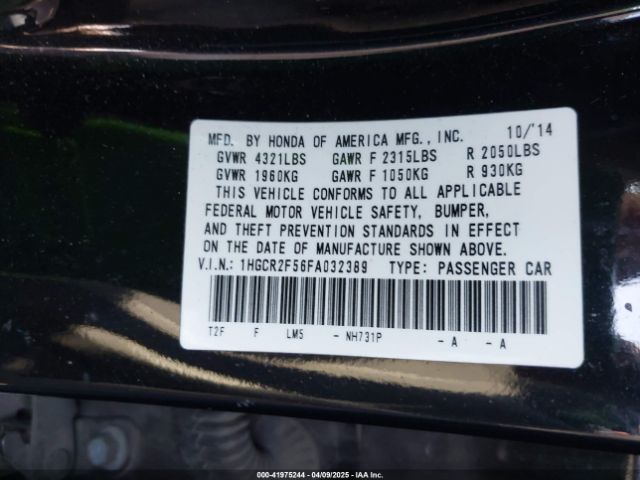 MFD. BY HONDA OF AMERICA MFG., INC. 10/'14
GVWR 4321LBS GAWR F 2315LBS R 2050LBS
GVWR 1960KG GAWR F 1050KG R 930KG
THIS VEHICLE CONFORMS TO ALL APPLICABLE
FEDERAL MOTOR VEHICLE SAFETY, BUMPER,
AND THEFT PREVENTION STANDARDS IN EFFECT
ON THE DATE OF MANUFACTURE SHOWN ABOVE.
V.I.N.: 1HGCR2F56FA032389 TYPE: PASSENGER CAR
T2F F LM5 - NH731P - A - A
000-41975244 | 04/09/2025 | IAA Inc.